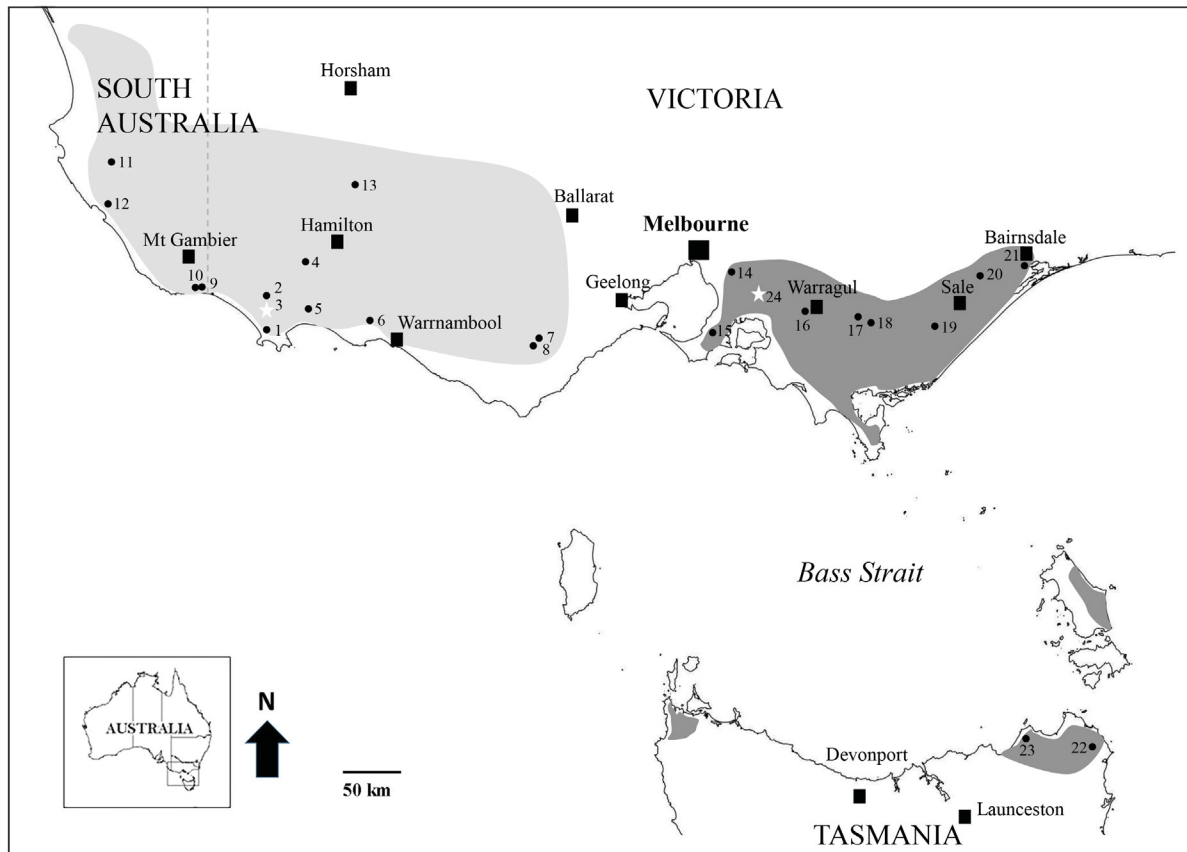 Horsham
SOUTH
AUSTRALIA
VICTORIA
11
13
12
Ballarat
Hamilton
Melbourne
Mt Gambier
Bairnsdale
4
14
21
20
10
9
2
Geelong
24
Warragul
Sale
3
5
16
6
17
18
19
1
Warrnambool
15
7
8
Bass Strait
N
AUSTRALIA
50 km
Devonport
23
22
Launceston
TASMANIA